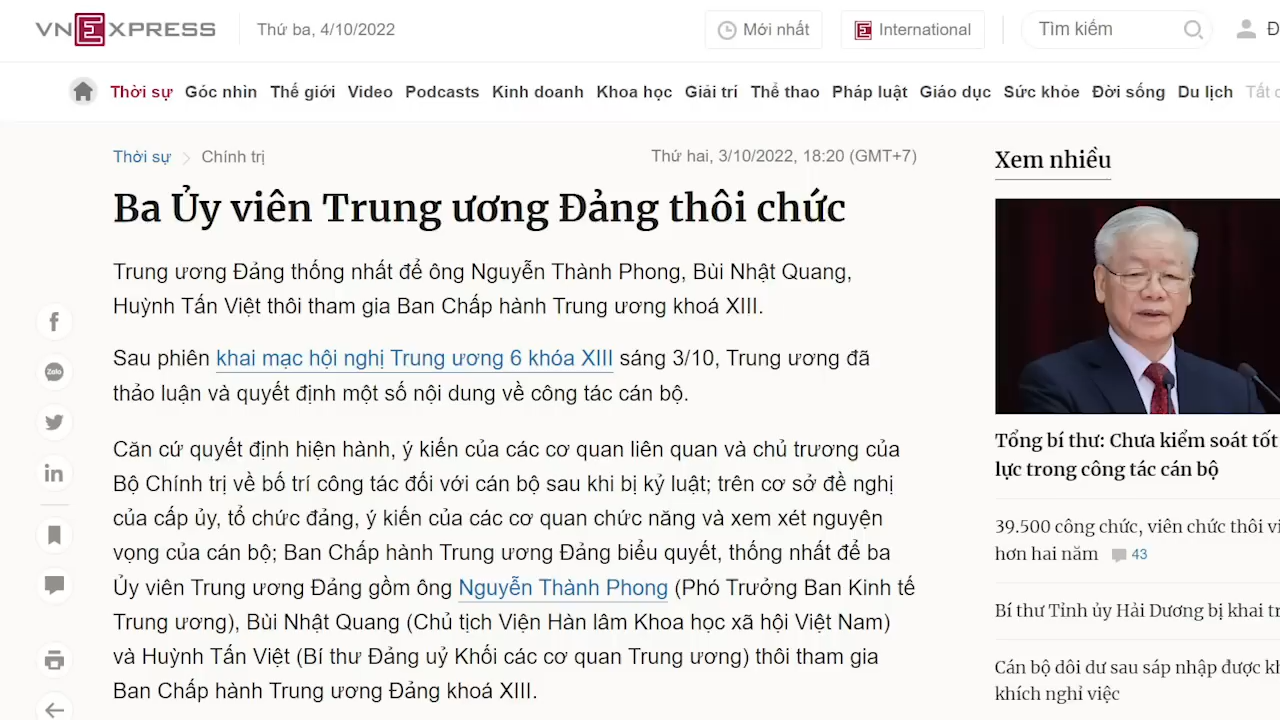 VNEXPRESS
Thứ ba, 4/10/2022
Mới nhất
International
Tìm kiếm
Thời sự Góc nhìn Thế giới Video Podcasts Kinh doanh Khoa học Giải trí Thể thao Pháp luật Giáo dục Sức khỏe Đời sống Du lịch Tất
Thời sự Chính trị
Thứ hai, 3/10/2022, 18:20 (GMT+7)
Ba Ủy viên Trung ương Đảng thôi chức
Trung ương Đảng thống nhất để ông Nguyễn Thành Phong, Bùi Nhật Quang,
Huỳnh Tấn Việt thôi tham gia Ban Chấp hành Trung ương khoá XIII.
Sau phiên khai mạc hội nghị Trung ương 6 khóa XIII sáng 3/10, Trung ương đã
thảo luận và quyết định một số nội dung về công tác cán bộ.
Căn cứ quyết định hiện hành, ý kiến của các cơ quan liên quan và chủ trương của
Bộ Chính trị về bố trí công tác đối với cán bộ sau khi bị kỷ luật; trên cơ sở đề nghị
của cấp ủy, tổ chức đảng, ý kiến của các cơ quan chức năng và xem xét nguyện
vọng của cán bộ; Ban Chấp hành Trung ương Đảng biểu quyết, thống nhất để ba
Ủy viên Trung ương Đảng gồm ông Nguyễn Thành Phong (Phó Trưởng Ban Kinh tế
Trung ương), Bùi Nhật Quang (Chủ tịch Viện Hàn lâm Khoa học xã hội Việt Nam)
và Huỳnh Tấn Việt (Bí thư Đảng uỷ Khối các cơ quan Trung ương) thôi tham gia
Ban Chấp hành Trung ương Đảng khoá XIII.
Zalo
Xem nhiều
Tổng bí thư: Chưa kiểm soát tốt
lực trong công tác cán bộ
39.500 công chức, viên chức thôi
hơn hai năm 43
Bí thư Tỉnh ủy Hải Dương bị khai
Cán bộ dôi dư sau sáp nhập được
khích nghỉ việc